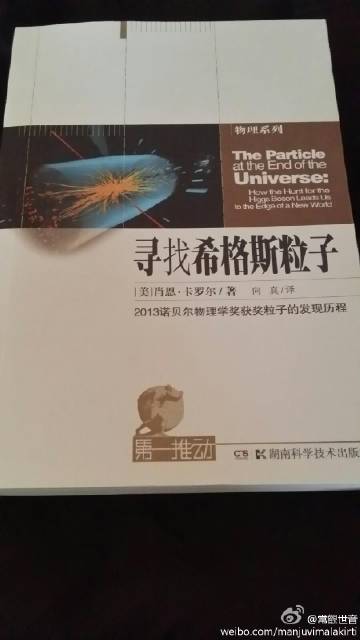 物理系列
The Particle
at the End of the
Universe:
How the Hunt for the
Higgs Boson Leads Us
to the Edge of a New World
寻找希格斯粒子
[美]肖恩·卡罗尔/著 何真/译
2013诺贝尔物理学奖获奖粒子的发现历程
第一推动
湖南科学技术出版
@常觀世音
weibo.com/manjuvimalakirti